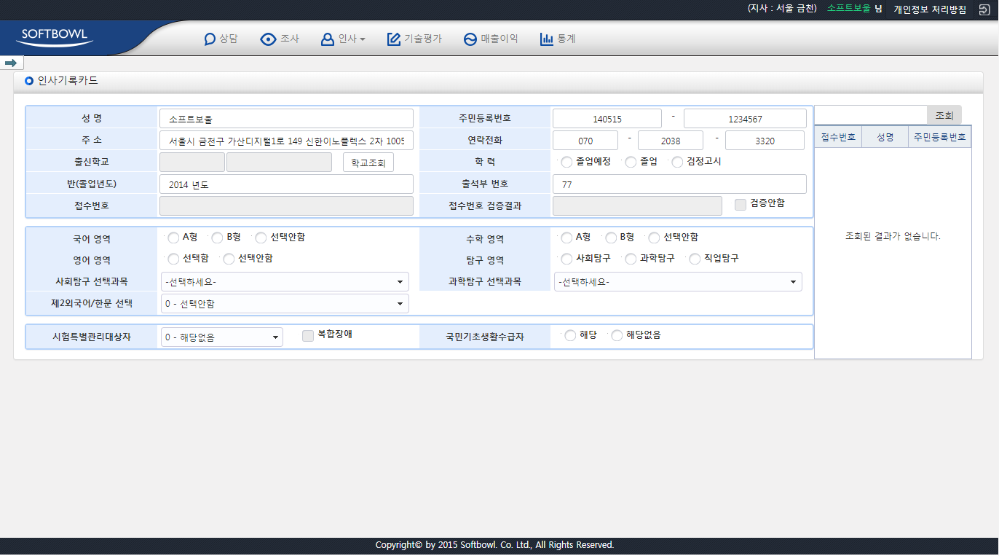 (지사 : 서울 금천) 소프트보울 님 개인정보 처리방침
SOFTBOWL 상담 조사 인사 기술평가 매출이익 통계
인사기록카드
성 명 소프트보울 주민등록번호 140515 - 1234567 조회
주 소 서울시 금천구 가산디지털1로 149 신한이노플렉스 2차 1005 연락전화 070 - 2038 - 3320 접수번호 성명 주민등록번호
출신학교 학교조회 학 력 졸업예정 졸업 검정고시
반(졸업년도) 2014 년도 출석부 번호 77
접수번호 접수번호 검증결과 검증안함
국어 영역 A형 B형 선택안함 수학 영역 A형 B형 선택안함 조회된 결과가 없습니다.
영어 영역 선택함 선택안함 탐구 영역 사회탐구 과학탐구 직업탐구
사회탐구 선택과목 -선택하세요- 과학탐구 선택과목 -선택하세요-
제2외국어/한문 선택 0 - 선택안함
시험특별관리대상자 0 - 해당없음 복합장애 국민기초생활수급자 해당 해당없음
Copyright© by 2015 Softbowl. Co. Ltd., All Rights Reserved.